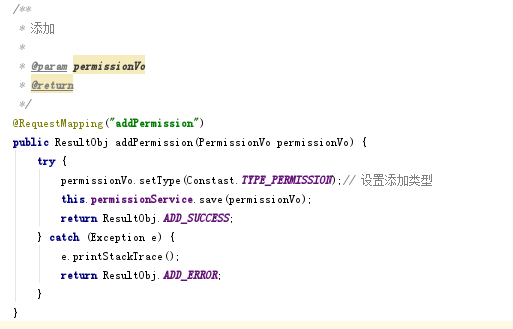 /**
 * 添加
 *
 * @param permissionVo
 * @return
 */
@RequestMapping("addPermission")
public ResultObj addPermission(PermissionVo permissionVo) {
    try {
        permissionVo.setType(Constast.TYPE_PERMISSION);// 设置添加类型
        this.permissionService.save(permissionVo);
        return ResultObj.ADD_SUCCESS;
    } catch (Exception e) {
        e.printStackTrace();
        return ResultObj.ADD_ERROR;
    }
}